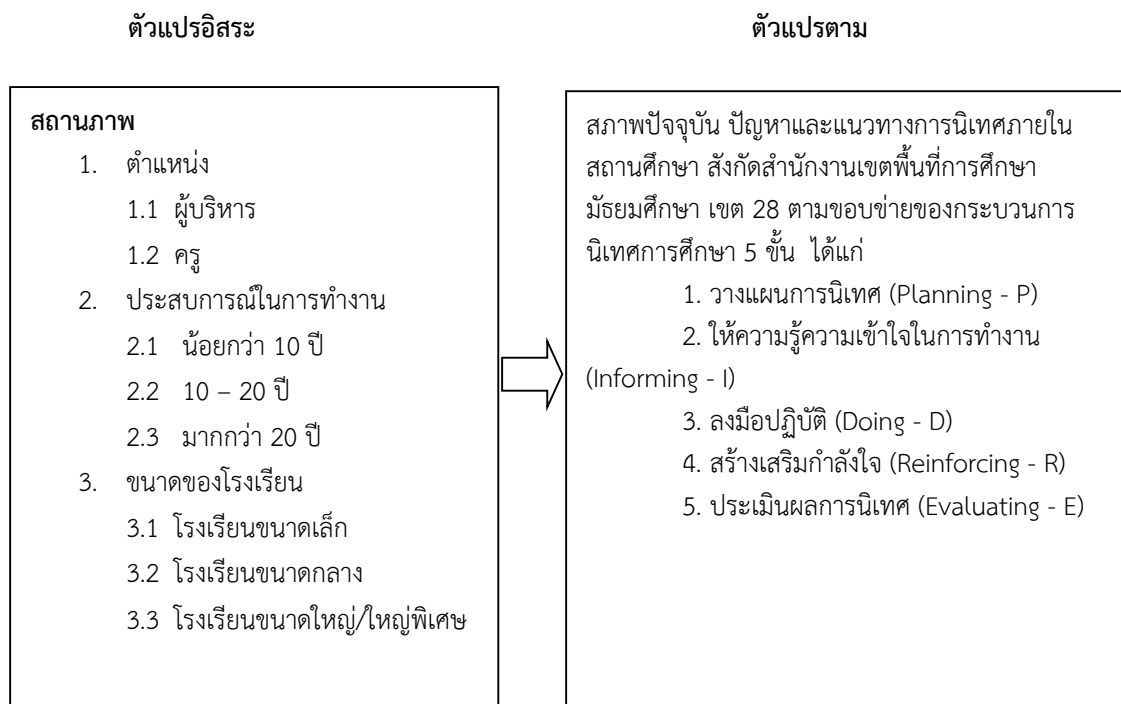 ตัวแปรอิสระ
ตัวแปรตาม
สถานภาพ
1. ตำแหน่ง
1.1 ผู้บริหาร
1.2 ครู
2. ประสบการณ์ในการทำงาน
2.1 น้อยกว่า 10 ปี
2.2 10 – 20 ปี
2.3 มากกว่า 20 ปี
3. ขนาดของโรงเรียน
3.1 โรงเรียนขนาดเล็ก
3.2 โรงเรียนขนาดกลาง
3.3 โรงเรียนขนาดใหญ่/ใหญ่พิเศษ
สภาพปัจจุบัน ปัญหาและแนวทางการนิเทศภายใน
สถานศึกษา สังกัดสำนักงานเขตพื้นที่การศึกษา
มัธยมศึกษา เขต 28 ตามขอบข่ายของกระบวนการ
นิเทศการศึกษา 5 ขั้น ได้แก่
1. วางแผนการนิเทศ (Planning - P)
2. ให้ความรู้ความเข้าใจในการทำงาน
(Informing - I)
3. ลงมือปฏิบัติ (Doing - D)
4. สร้างเสริมกำลังใจ (Reinforcing - R)
5. ประเมินผลการนิเทศ (Evaluating - E)